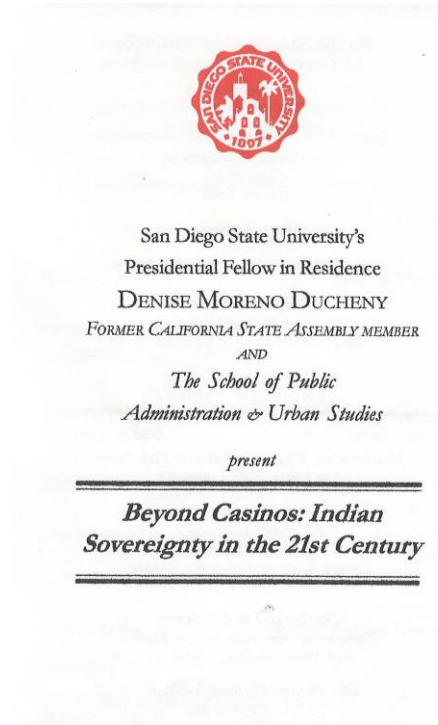 SAN DIEGO STATE UNIVERSITY
• 1897 •
San Diego State University's
Presidential Fellow in Residence
DENISE MORENO DUCHENY
FORMER CALIFORNIA STATE ASSEMBLY MEMBER
AND
The School of Public
Administration & Urban Studies
present
Beyond Casinos: Indian
Sovereignty in the 21st Century